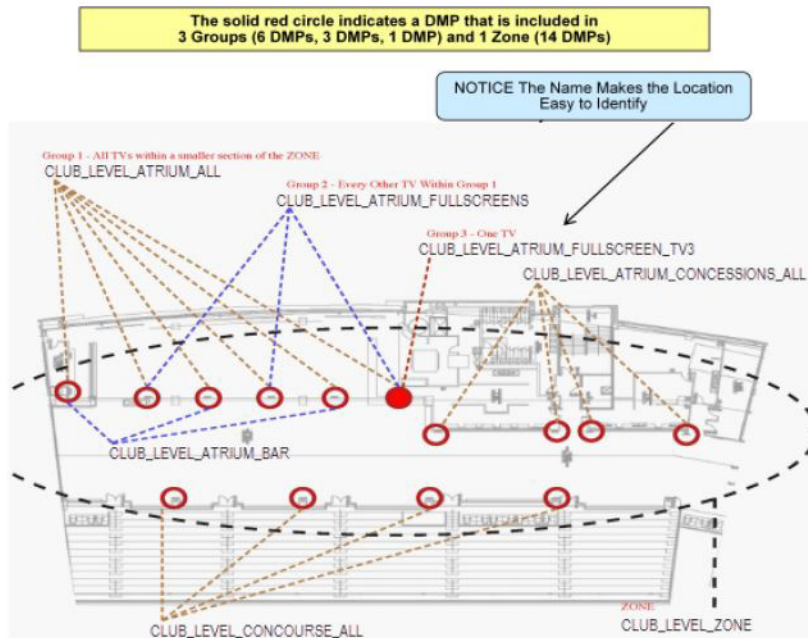 The solid red circle indicates a DMP that is included in
3 Groups (6 DMPs, 3 DMPs, 1 DMP) and 1 Zone (14 DMPs)
NOTICE The Name Makes the Location
Easy to Identify
Group 1 - All TVs within a smaller section of the ZONE
CLUB_LEVEL_ATRIUM_ALL
Group 2 - Every Other TV Within Group 1
CLUB_LEVEL_ATRIUM_FULLSCREENS
Group 3 - One TV
CLUB_LEVEL_ATRIUM_FULLSCREEN_TV3
CLUB_LEVEL_ATRIUM_CONCESSIONS_ALL
CLUB_LEVEL_ATRIUM_BAR
CLUB_LEVEL_CONCOURSE_ALL
ZONE
CLUB_LEVEL_ZONE